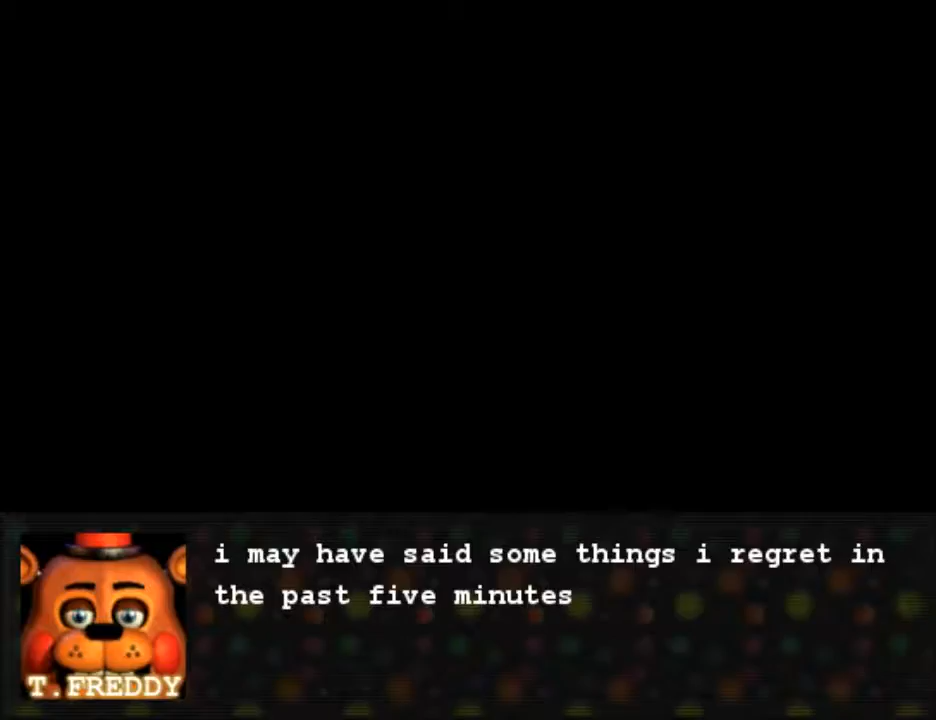 i may have said some things i regret in
the past five minutes
T.FREDDY